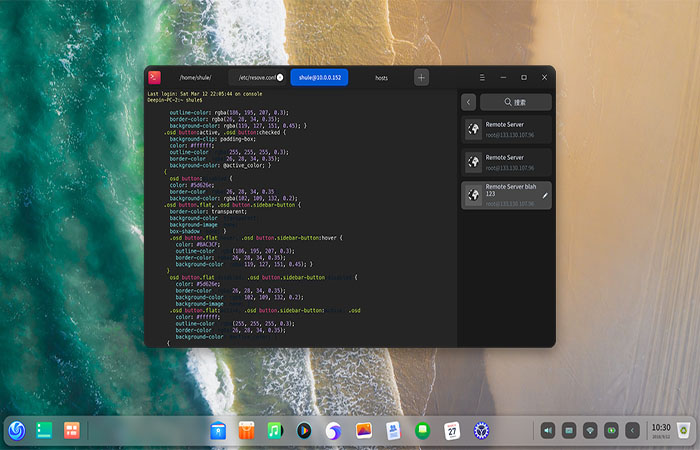 /home/shule/
/etc/resove.conf
shule@10.0.0.152
hosts
Last login: Sat Mar 12 22:05:44 on console
Deepin-PC-2:~ shule$
outline-color: rgba(186, 195, 207, 0.3);
border-color: rgba(26, 28, 34, 0.35);
background-color: rgba(119, 127, 151, 0.45); }
.osd button:active, .osd button:checked {
background-clip: padding-box;
color: #ffffff;
outline-color 255, 255, 255, 0.3);
border-color 26, 28, 34, 0.35);
background-color: @active_color; }
{
osd button {
color: #5d626e;
border-color 26, 28, 34, 0.35
background-color: rgba(102, 109, 132, 0.2);
.osd button.flat, .osd button.sidebar-button {
border-color: transparent;
background-color
background-image
box-shadow }
.osd button.flat .osd button.sidebar-button:hover {
color: #BAC3CF;
outline-color (186, 195, 207, 0.3);
border-color: 26, 28, 34, 0.35);
background-color 119, 127, 151, 0.45); }
}
osd button.flat .osd button.sidebar-button {
color: #5d626e;
border-color 26, 28, 34, 0.35);
background-color 102, 109, 132, 0.2);
background-image
.osd button.flat: .osd button.sidebar-button: .osd
color: #ffffff;
outline-color (255, 255, 255, 0.3);
border-color 26, 28, 34, 0.35);
background-color
{
搜索
Remote Server
root@133.130.107.96
Remote Server
root@133.130.107.96
Remote Server blah
123
root@133.130.107.96
27
10:30